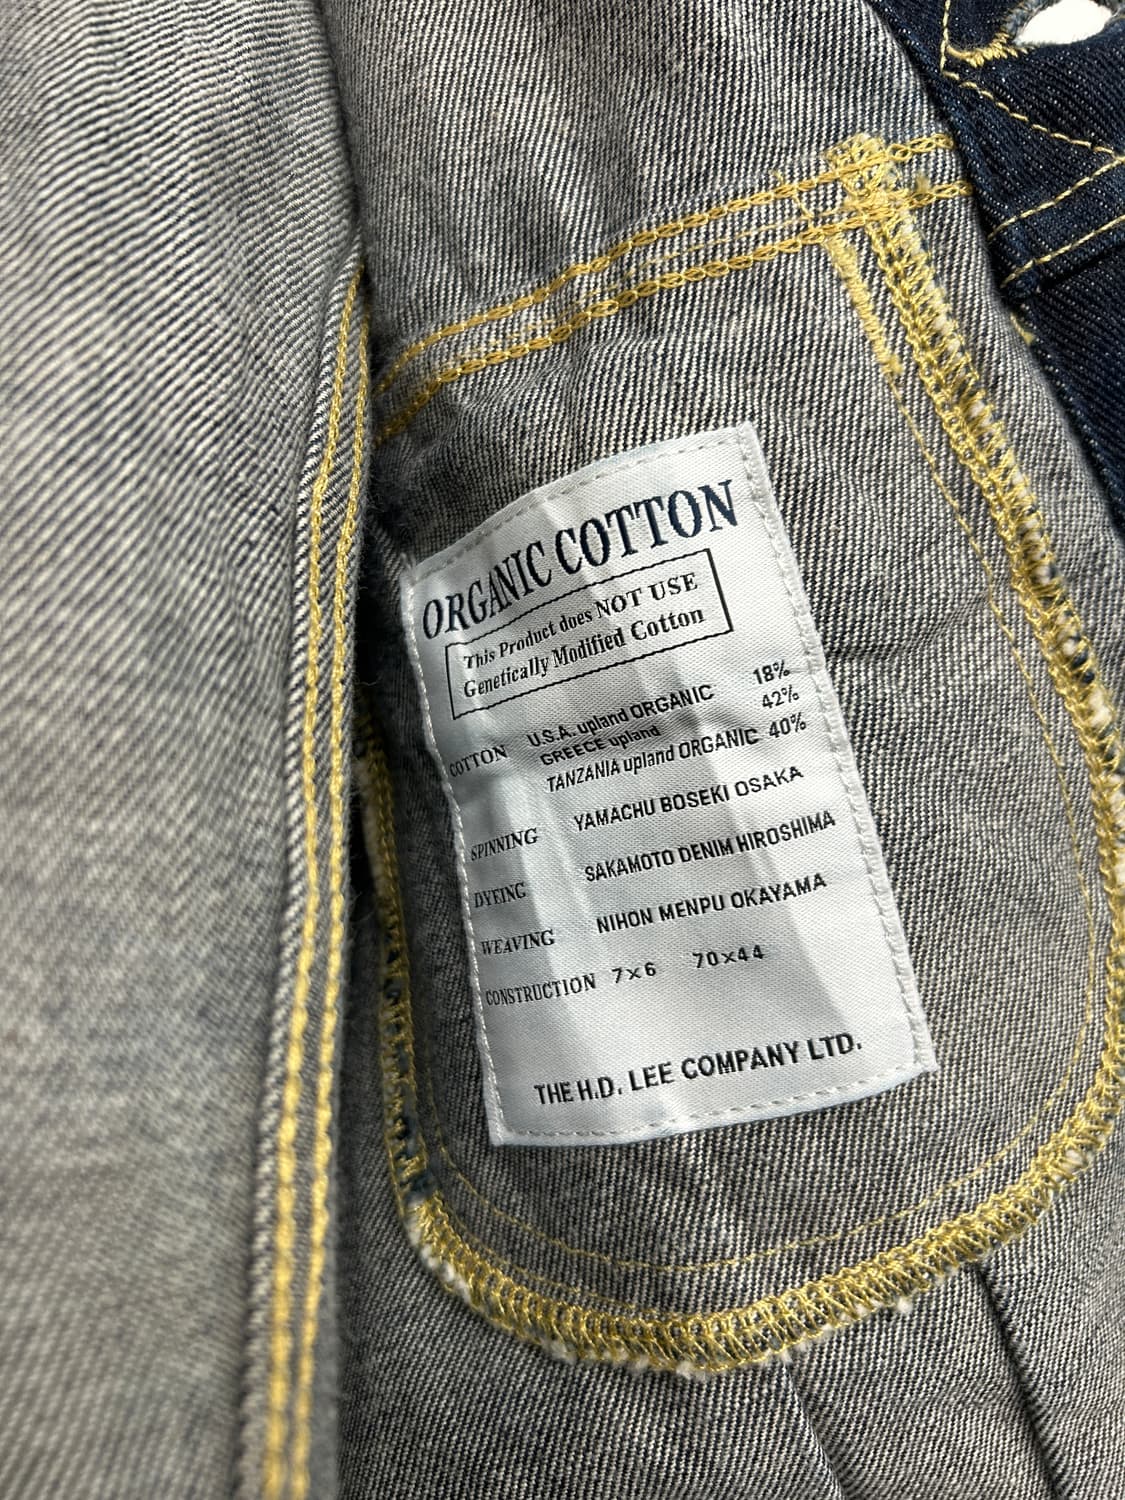 ORGANIC COTTON
This Product does NOT USE
Genetically Modified Cotton
COTTON U.S.A. upland ORGANIC 18%
GREECE upland 42%
TANZANIA upland ORGANIC 40%
SPINNING YAMACHU BOSEKI OSAKA
DYEING SAKAMOTO DENIM HIROSHIMA
WEAVING NIHON MENPU OKAYAMA
CONSTRUCTION 7×6 70×44
THE H.D. LEE COMPANY LTD.